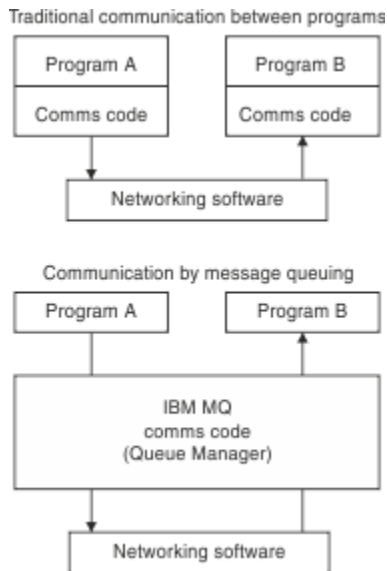 Traditional communication between programs
Program A
Program B
Comms code
Comms code
Networking software
Communication by message queuing
Program A
Program B
IBM MQ
comms code
(Queue Manager)
Networking software